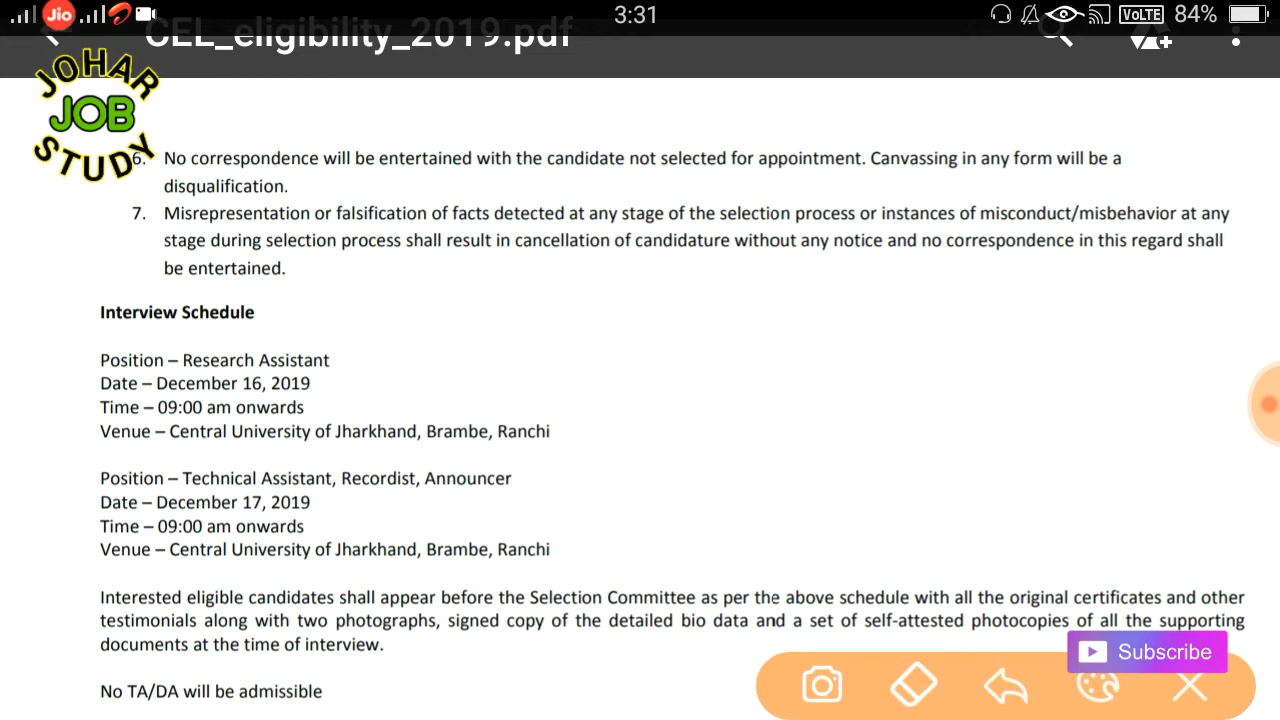 3:31
VoLTE 84%
CEL_eligibility_2019.pdf
JOHAR
JOB
STUDY
6. No correspondence will be entertained with the candidate not selected for appointment. Canvassing in any form will be a
disqualification.
7. Misrepresentation or falsification of facts detected at any stage of the selection process or instances of misconduct/misbehavior at any
stage during selection process shall result in cancellation of candidature without any notice and no correspondence in this regard shall
be entertained.
Interview Schedule
Position – Research Assistant
Date – December 16, 2019
Time – 09:00 am onwards
Venue – Central University of Jharkhand, Brambe, Ranchi
Position – Technical Assistant, Recordist, Announcer
Date – December 17, 2019
Time – 09:00 am onwards
Venue – Central University of Jharkhand, Brambe, Ranchi
Interested eligible candidates shall appear before the Selection Committee as per the above schedule with all the original certificates and other
testimonials along with two photographs, signed copy of the detailed bio data and a set of self-attested photocopies of all the supporting
documents at the time of interview.
Subscribe
No TA/DA will be admissible
Jio